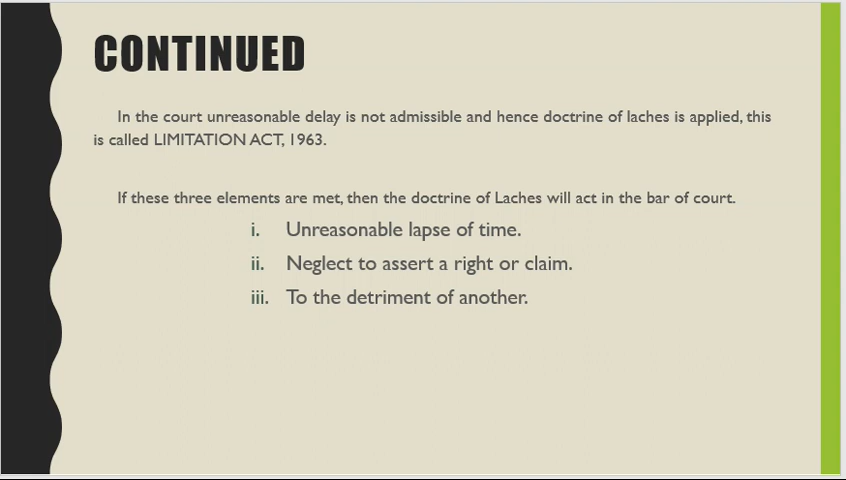 CONTINUED
In the court unreasonable delay is not admissible and hence doctrine of laches is applied, this
is called LIMITATION ACT, 1963.
If these three elements are met, then the doctrine of Laches will act in the bar of court.
i. Unreasonable lapse of time.
ii. Neglect to assert a right or claim.
iii. To the detriment of another.